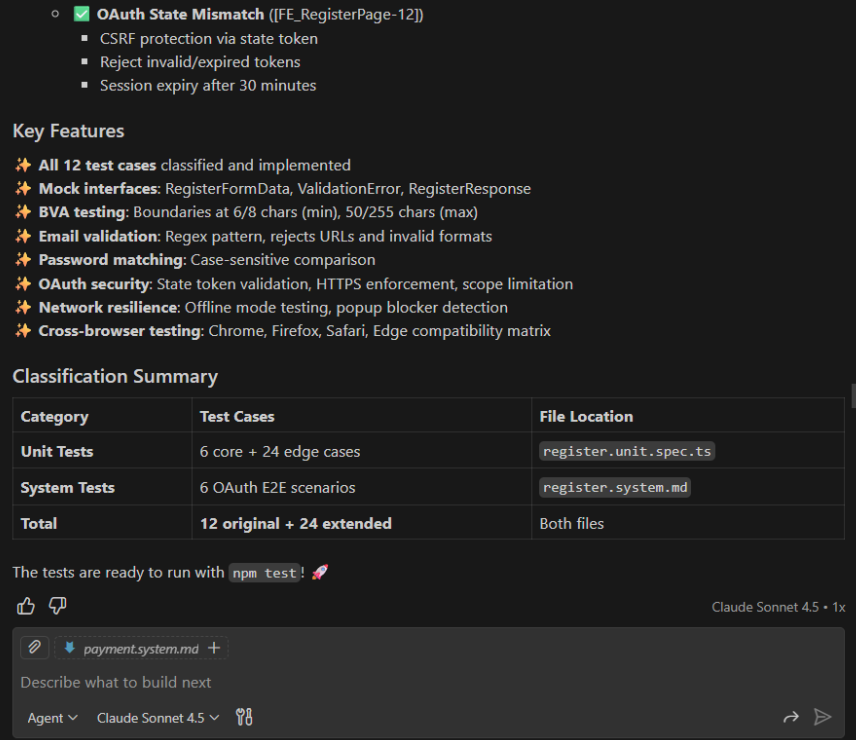 ✅ OAuth State Mismatch ([FE_RegisterPage-12])
CSRF protection via state token
Reject invalid/expired tokens
Session expiry after 30 minutes
Key Features
✨ All 12 test cases classified and implemented
✨ Mock interfaces: RegisterFormData, ValidationError, RegisterResponse
✨ BVA testing: Boundaries at 6/8 chars (min), 50/255 chars (max)
✨ Email validation: Regex pattern, rejects URLs and invalid formats
✨ Password matching: Case-sensitive comparison
✨ OAuth security: State token validation, HTTPS enforcement, scope limitation
✨ Network resilience: Offline mode testing, popup blocker detection
✨ Cross-browser testing: Chrome, Firefox, Safari, Edge compatibility matrix
Classification Summary
Category Test Cases File Location
Unit Tests 6 core + 24 edge cases register.unit.spec.ts
System Tests 6 OAuth E2E scenarios register.system.md
Total 12 original + 24 extended Both files
The tests are ready to run with npm test! 🚀
Claude Sonnet 4.5 • 1x
payment.system.md +
Describe what to build next
Agent Claude Sonnet 4.5